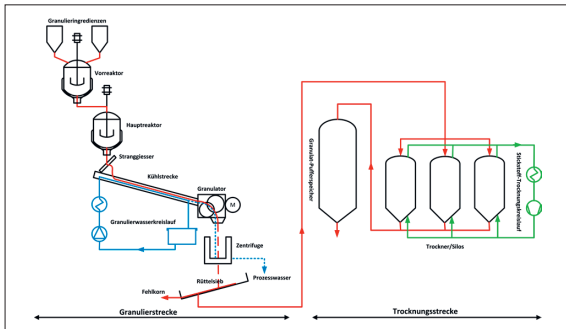 Granulieringredienzen
Vorreaktor
Hauptreaktor
Stranggiesser
Kühlstrecke
Granulator
M
Granulierwasserkreislauf
Zentrifuge
Prozesswasser
Rüttelsieb
Fehlkorn
Granulierstrecke
Granulat-Pufferspeicher
Stickstoff-Trocknungskreislauf
Trockner/Silos
Trocknungsstrecke